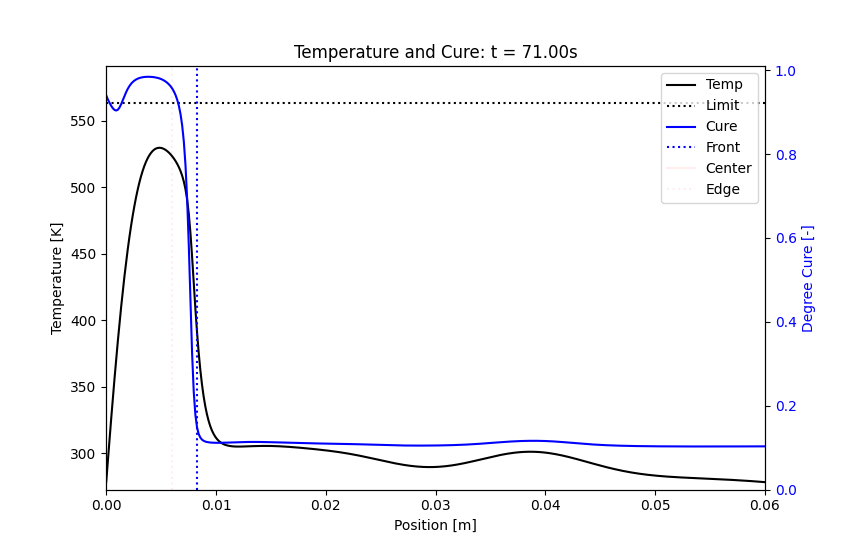 Temperature and Cure: t = 71.00s
Temp
Limit
Cure
Front
Center
Edge
550
500
450
400
350
300
Temperature [K]
1.0
0.8
0.6
0.4
0.2
0.0
Degree Cure [-]
0.00
0.01
0.02
0.03
0.04
0.05
0.06
Position [m]